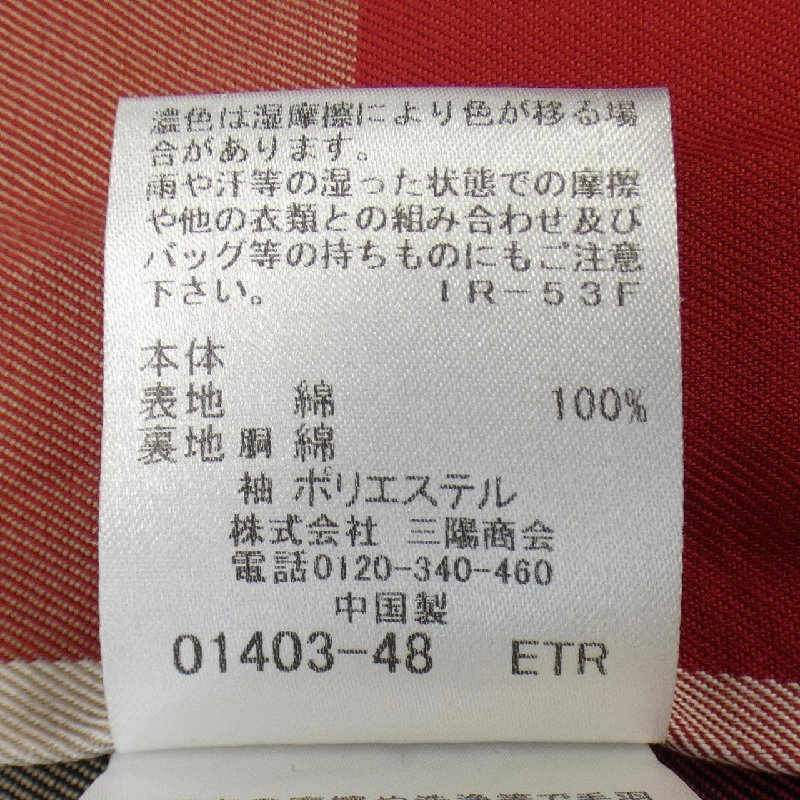 濃色は湿摩擦により色が移る場
合があります。
雨や汗等の湿った状態での摩擦
や他の衣類との組み合わせ及び
バッグ等の持ちものにもご注意
下さい。 IR-53F
本体
表地 綿 100%
裏地 胴 綿
袖 ポリエステル
株式会社 三陽商会
電話0120-340-460
中国製
01403-48 ETR